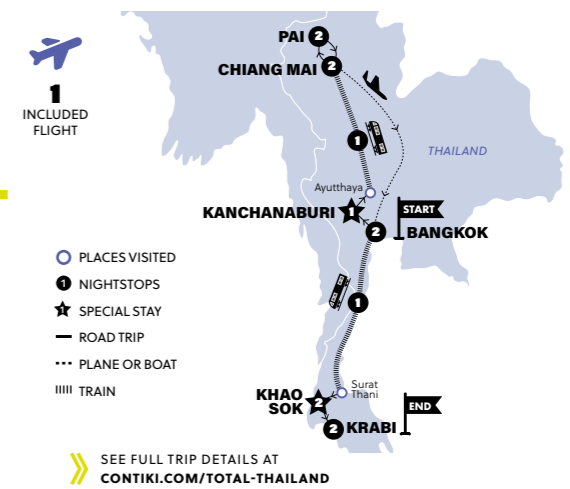 1
INCLUDED
FLIGHT
PAI 2
CHIANG MAI 2
1
THAILAND
Ayutthaya
KANCHANABURI 1
START
2 BANGKOK
PLACES VISITED
1 NIGHTSTOPS
1 SPECIAL STAY
ROAD TRIP
PLANE OR BOAT
TRAIN
1
Surat
Thani
KHAO
SOK 2
END
2 KRABI
SEE FULL TRIP DETAILS AT
CONTIKI.COM/TOTAL-THAILAND